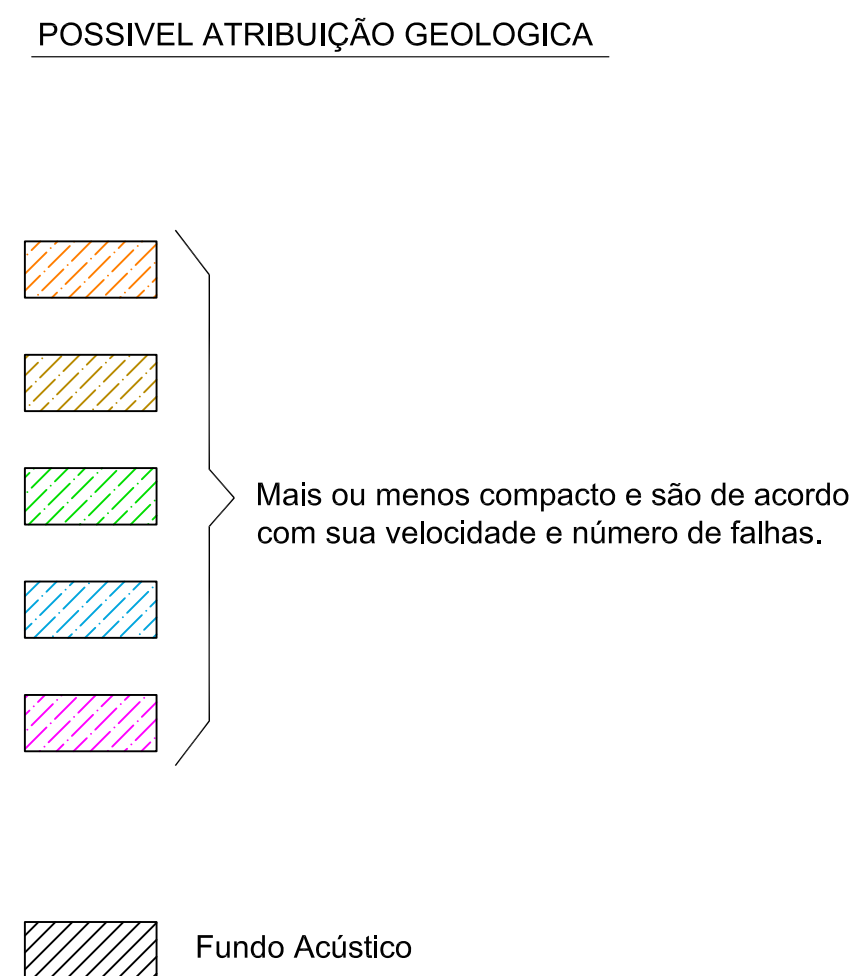 POSSIVEL ATRIBUIÇÃO GEOLOGICA
Mais ou menos compacto e são de acordo
com sua velocidade e número de falhas.
Fundo Acústico